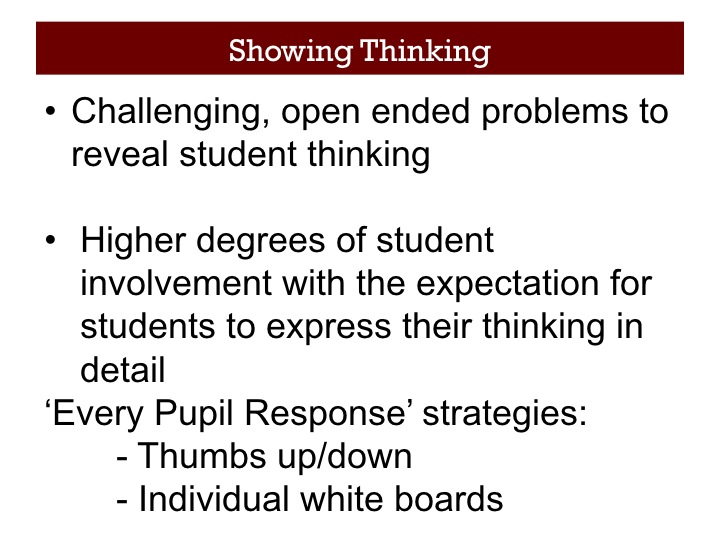 Showing Thinking
• Challenging, open ended problems to
reveal student thinking
• Higher degrees of student
involvement with the expectation for
students to express their thinking in
detail
‘Every Pupil Response’ strategies:
- Thumbs up/down
- Individual white boards